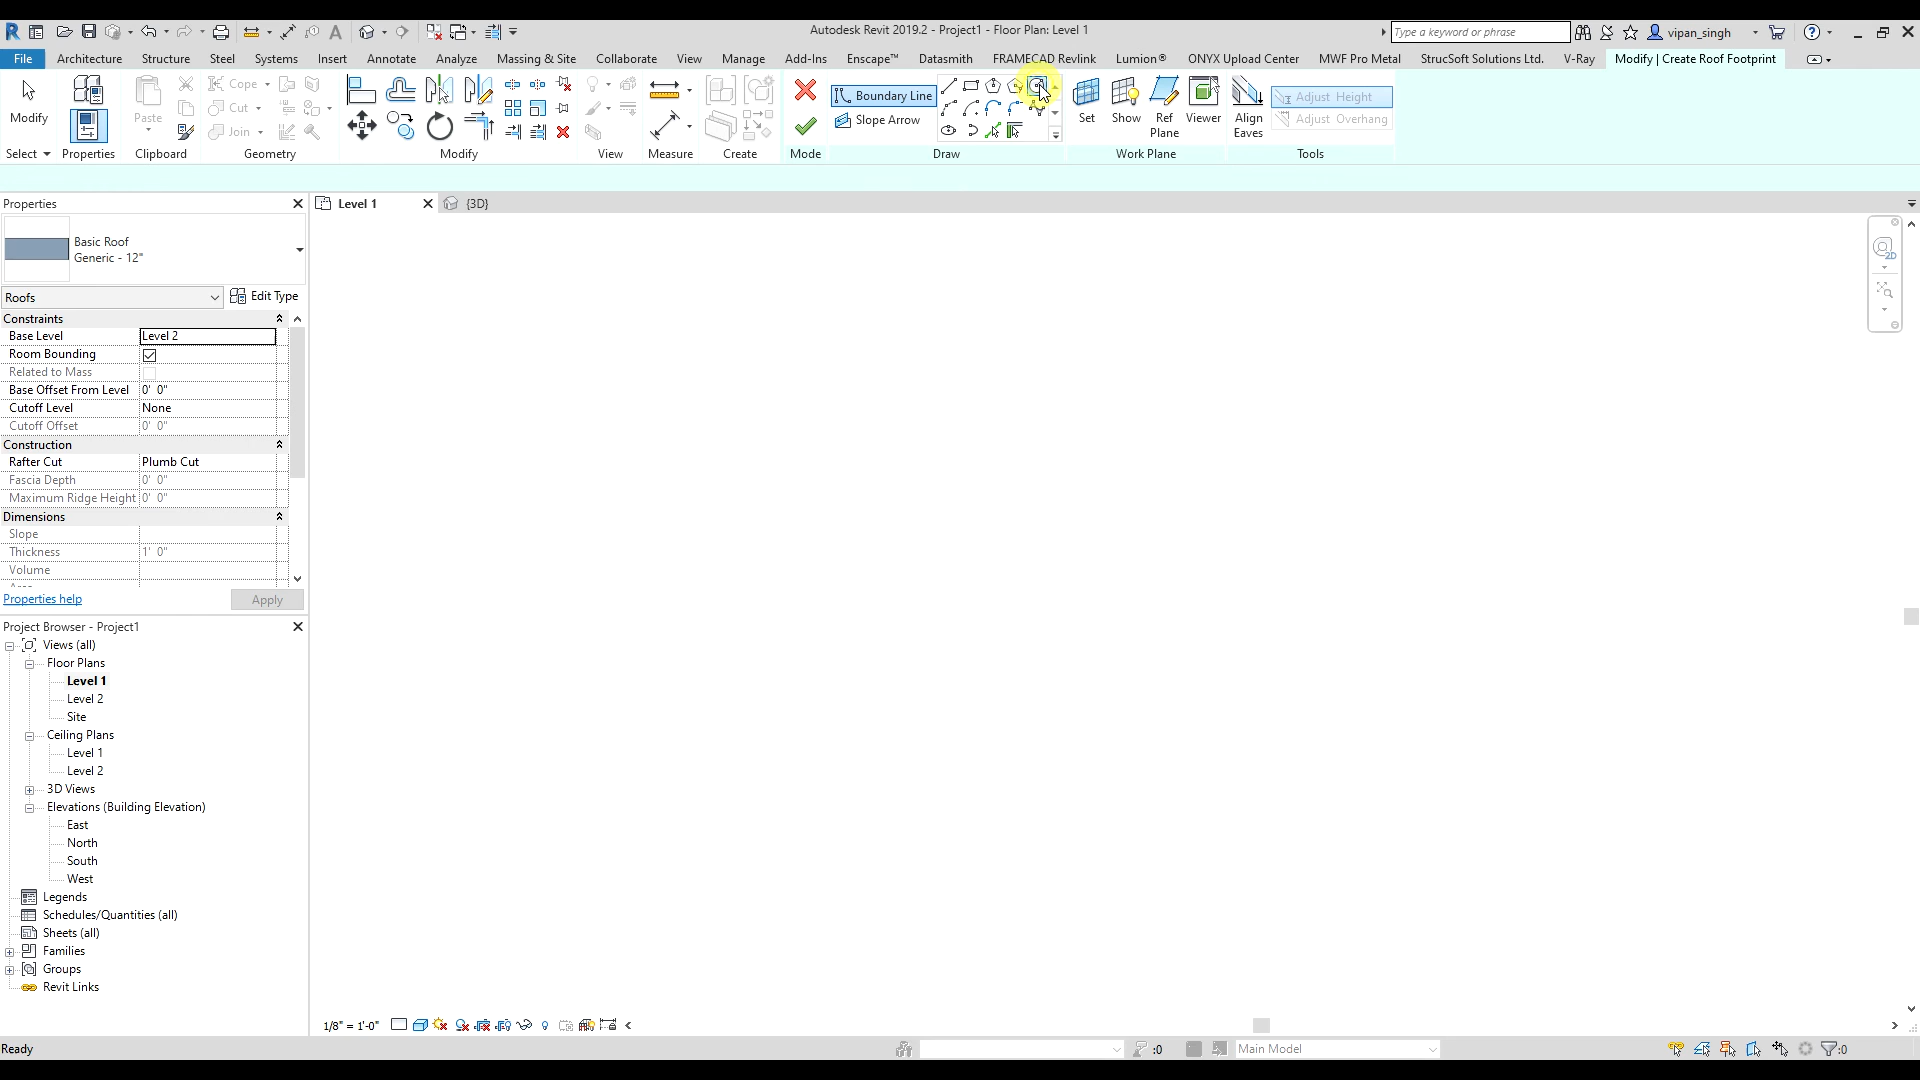 Autodesk Revit 2019.2 - Project1 - Floor Plan: Level 1
Type a keyword or phrase
vipan_singh
File Architecture Structure Steel Systems Insert Annotate Analyze Massing & Site Collaborate View Manage Add-Ins Enscape™ Datasmith FRAMECAD Revlink Lumion® ONYX Upload Center MWF Pro Metal StrucSoft Solutions Ltd. V-Ray Modify | Create Roof Footprint
Modify
Paste
Cope
Cut
Join
Boundary Line
Slope Arrow
Set
Show
Ref
Plane
Viewer
Align
Eaves
Adjust Height
Adjust Overhang
Select Properties Clipboard Geometry Modify View Measure Create Mode Draw Work Plane Tools
Properties
Level 1
{3D}
2D
Basic Roof
Generic - 12"
Roofs
Edit Type
Constraints
Base Level Level 2
Room Bounding
Related to Mass
Base Offset From Level 0' 0"
Cutoff Level None
Cutoff Offset 0' 0"
Construction
Rafter Cut Plumb Cut
Fascia Depth 0' 0"
Maximum Ridge Height 0' 0"
Dimensions
Slope
Thickness 1' 0"
Volume
Properties help
Apply
Project Browser - Project1
Views (all)
Floor Plans
Level 1
Level 2
Site
Ceiling Plans
Level 1
Level 2
3D Views
Elevations (Building Elevation)
East
North
South
West
Legends
Schedules/Quantities (all)
Sheets (all)
Families
Groups
Revit Links
1/8" = 1'-0"
Ready
:0
Main Model
:0